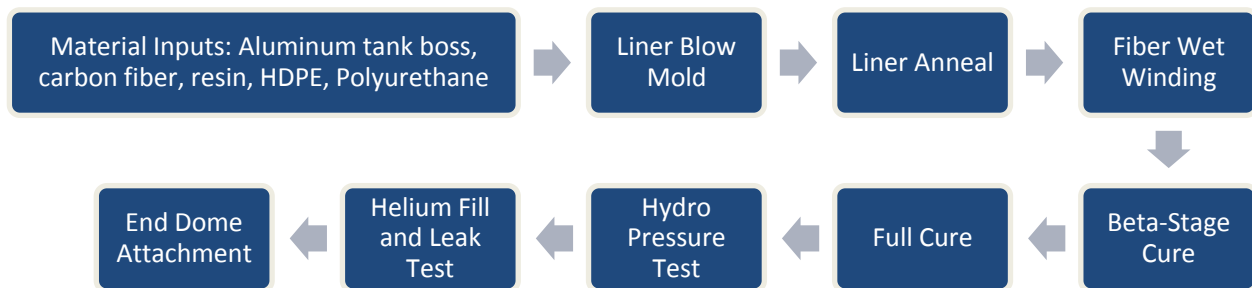 Material Inputs: Aluminum tank boss,
carbon fiber, resin, HDPE, Polyurethane
Liner Blow
Mold
Liner Anneal
Fiber Wet
Winding
Beta-Stage
Cure
Full Cure
Hydro
Pressure
Test
Helium Fill
and Leak
Test
End Dome
Attachment